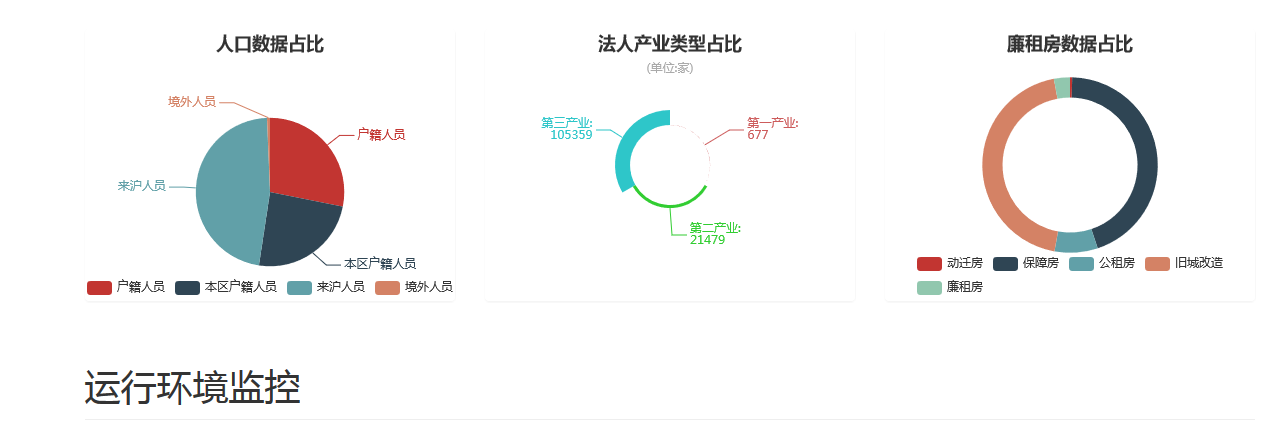 人口数据占比
境外人员
户籍人员
来沪人员
本区户籍人员
户籍人员
本区户籍人员
来沪人员
境外人员
法人产业类型占比
(单位:家)
第三产业:
105359
第一产业:
677
第二产业:
21479
廉租房数据占比
动迁房
保障房
公租房
旧城改造
廉租房
运行环境监控